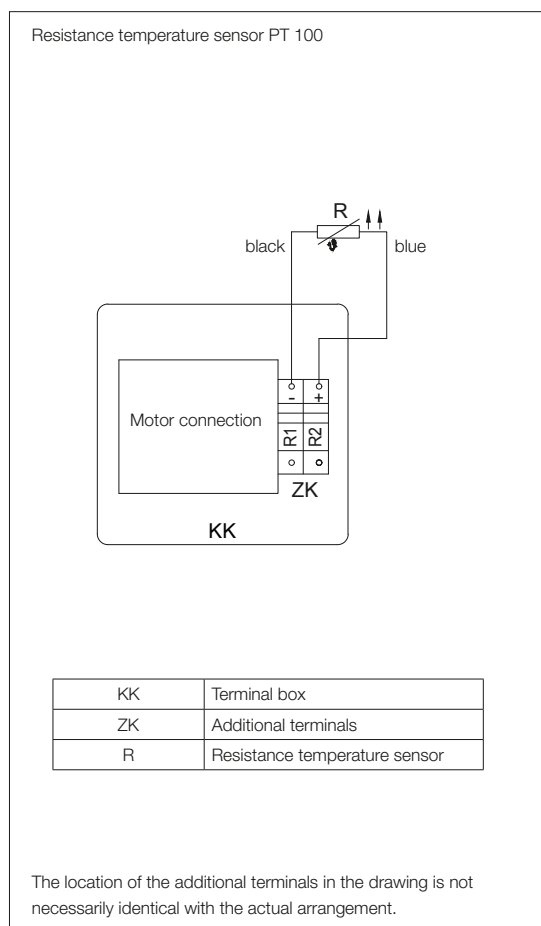 Resistance temperature sensor PT 100
R
black
blue
Motor connection
- +
R1 R2
ZK
KK
KK Terminal box
ZK Additional terminals
R Resistance temperature sensor
The location of the additional terminals in the drawing is not
necessarily identical with the actual arrangement.